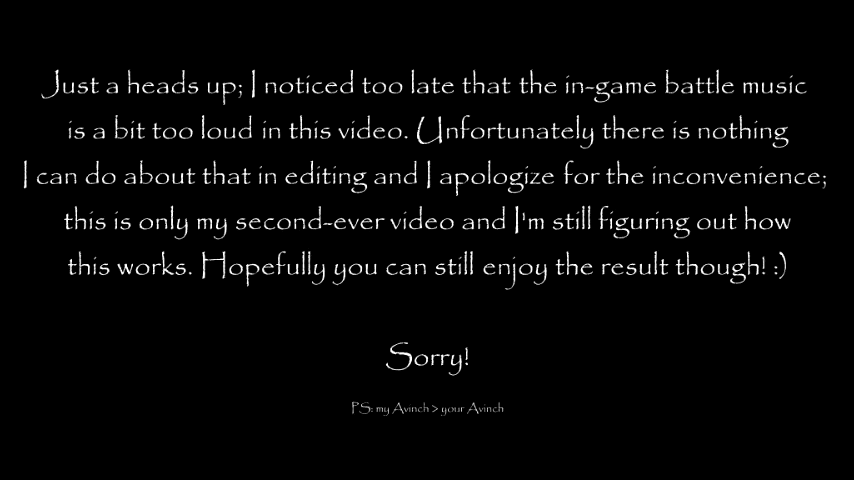 Just a heads up; I noticed too late that the in-game battle music
is a bit too loud in this video. Unfortunately there is nothing
I can do about that in editing and I apologize for the inconvenience;
this is only my second-ever video and I'm still figuring out how
this works. Hopefully you can still enjoy the result though! :)
Sorry!
PS: my Avinch > your Avinch